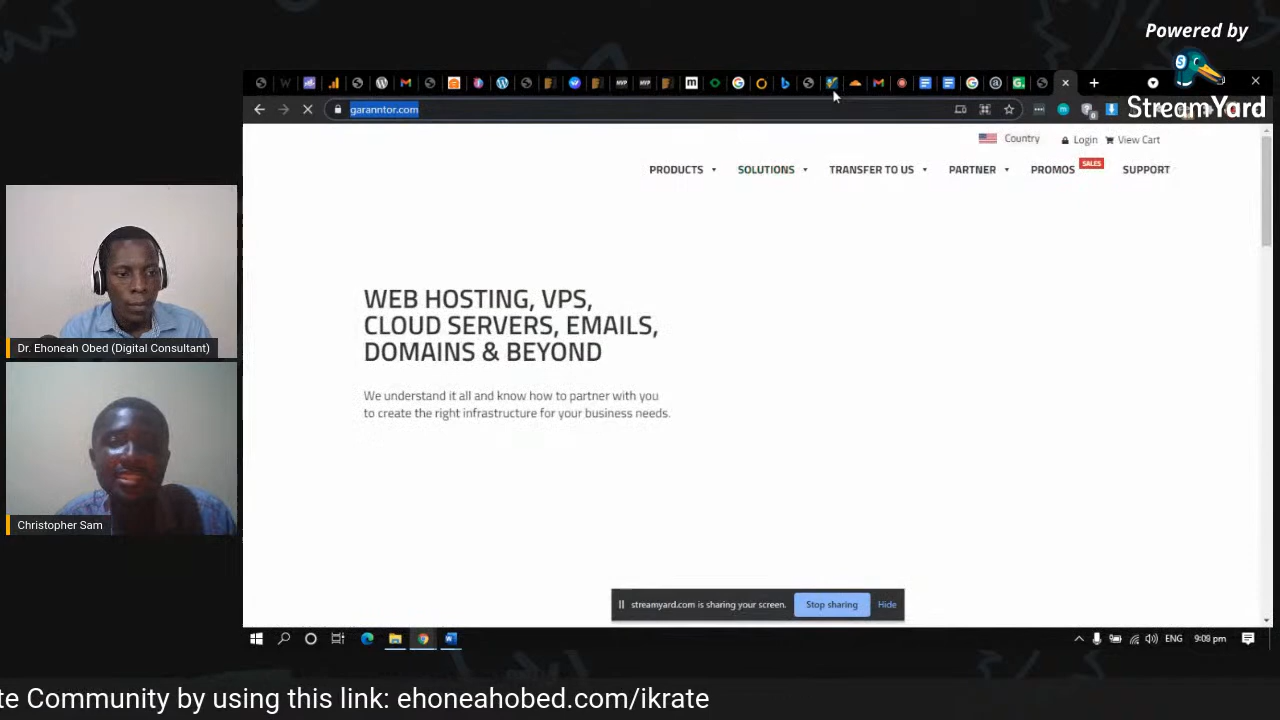 Powered by
StreamYard
garanntor.com
Country
Login
View Cart
PRODUCTS
SOLUTIONS
TRANSFER TO US
PARTNER
PROMOS
SALES
SUPPORT
WEB HOSTING, VPS,
CLOUD SERVERS, EMAILS,
DOMAINS & BEYOND
We understand it all and know how to partner with you
to create the right infrastructure for your business needs.
Dr. Ehoneah Obed (Digital Consultant)
Christopher Sam
streamyard.com is sharing your screen.
Stop sharing
Hide
ENG
9:09 pm
te Community by using this link: ehoneahobed.com/ikrate